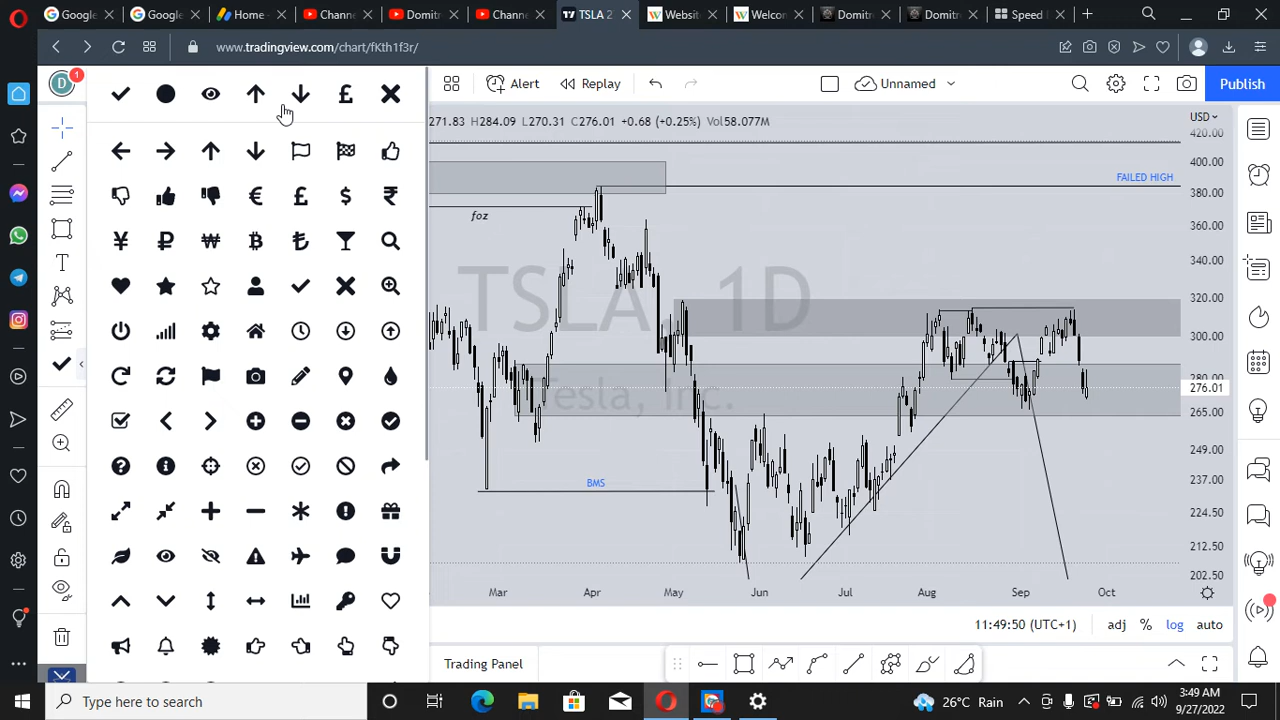 Google
Google
Home -
Chann
Domitr
Chann
TSLA 2
Website
Welcon
Domitr
Domitr
Speed
www.tradingview.com/chart/fKth1f3r/
D
1
Alert
Replay
Unnamed
Publish
271.83 H284.09 L270.31 C276.01 +0.68 (+0.25%) Vol58.077M
USD
420.00
400.00
FAILED HIGH
380.00
foz
360.00
340.00
TSLA, 1D
320.00
300.00
280.00
276.01
Tesla, Inc.
265.00
249.00
BMS
237.00
224.50
212.50
202.50
Mar
Apr
May
Jun
Jul
Aug
Sep
Oct
11:49:50 (UTC+1)
adj
%
log
auto
Trading Panel
Type here to search
26°C Rain
3:49 AM
9/27/2022